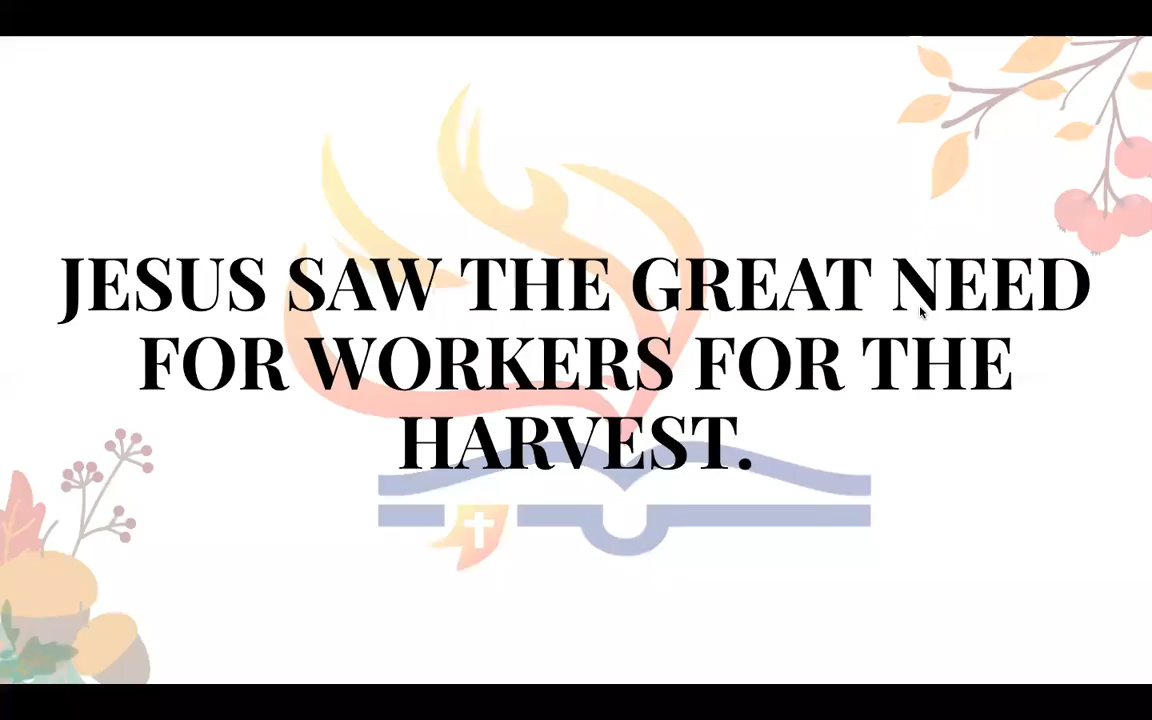 JESUS SAW THE GREAT NEED
FOR WORKERS FOR THE
HARVEST.